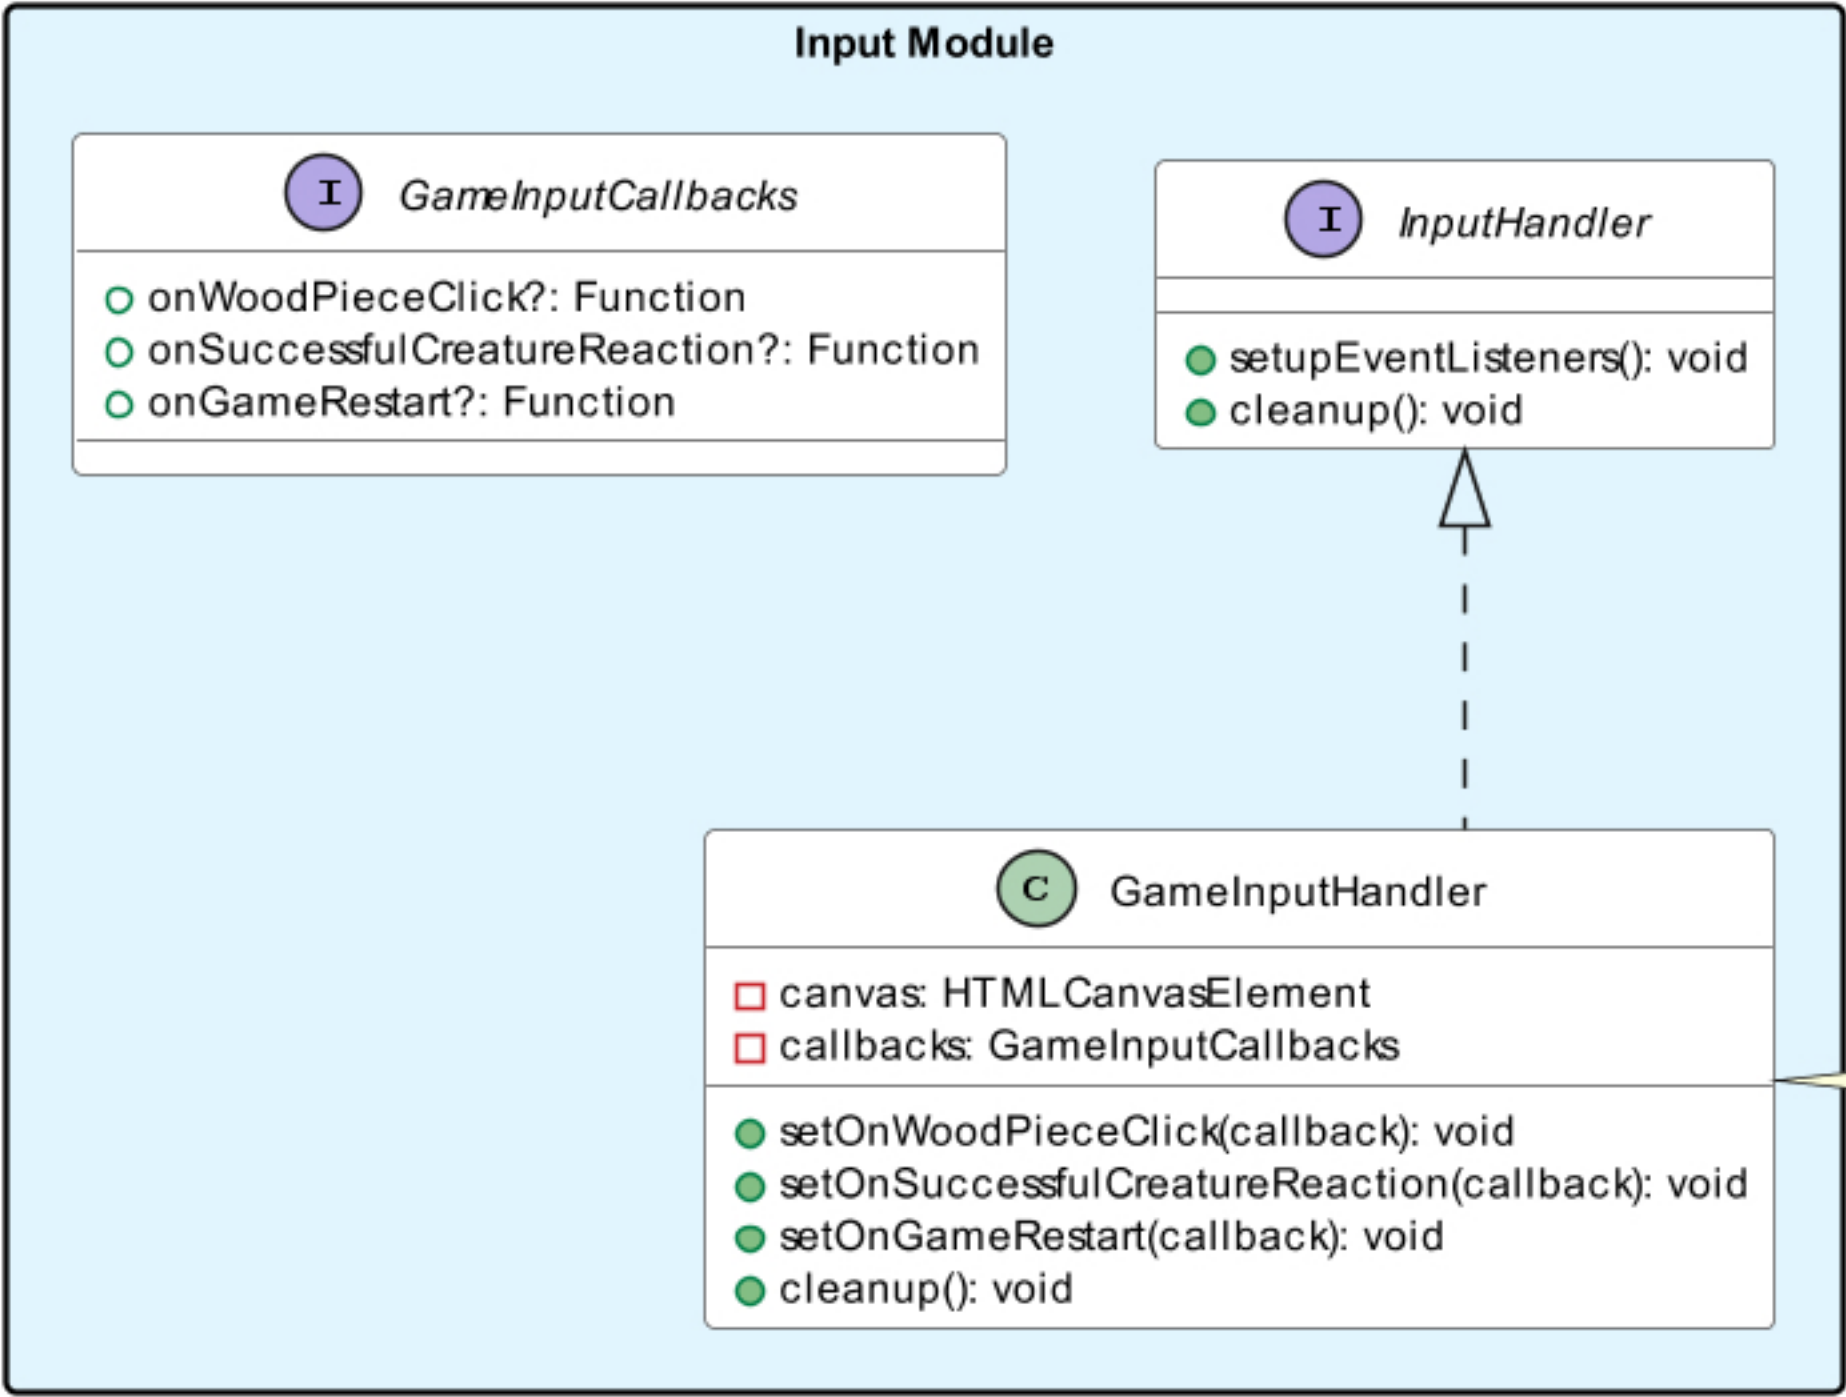 Input Module
I GameInputCallbacks
onWoodPieceClick?: Function
onSuccessfulCreatureReaction?: Function
onGameRestart?: Function
I InputHandler
setupEventListeners(): void
cleanup(): void
C GameInputHandler
canvas: HTMLCanvasElement
callbacks: GameInputCallbacks
setOnWoodPieceClick(callback): void
setOnSuccessfulCreatureReaction(callback): void
setOnGameRestart(callback): void
cleanup(): void